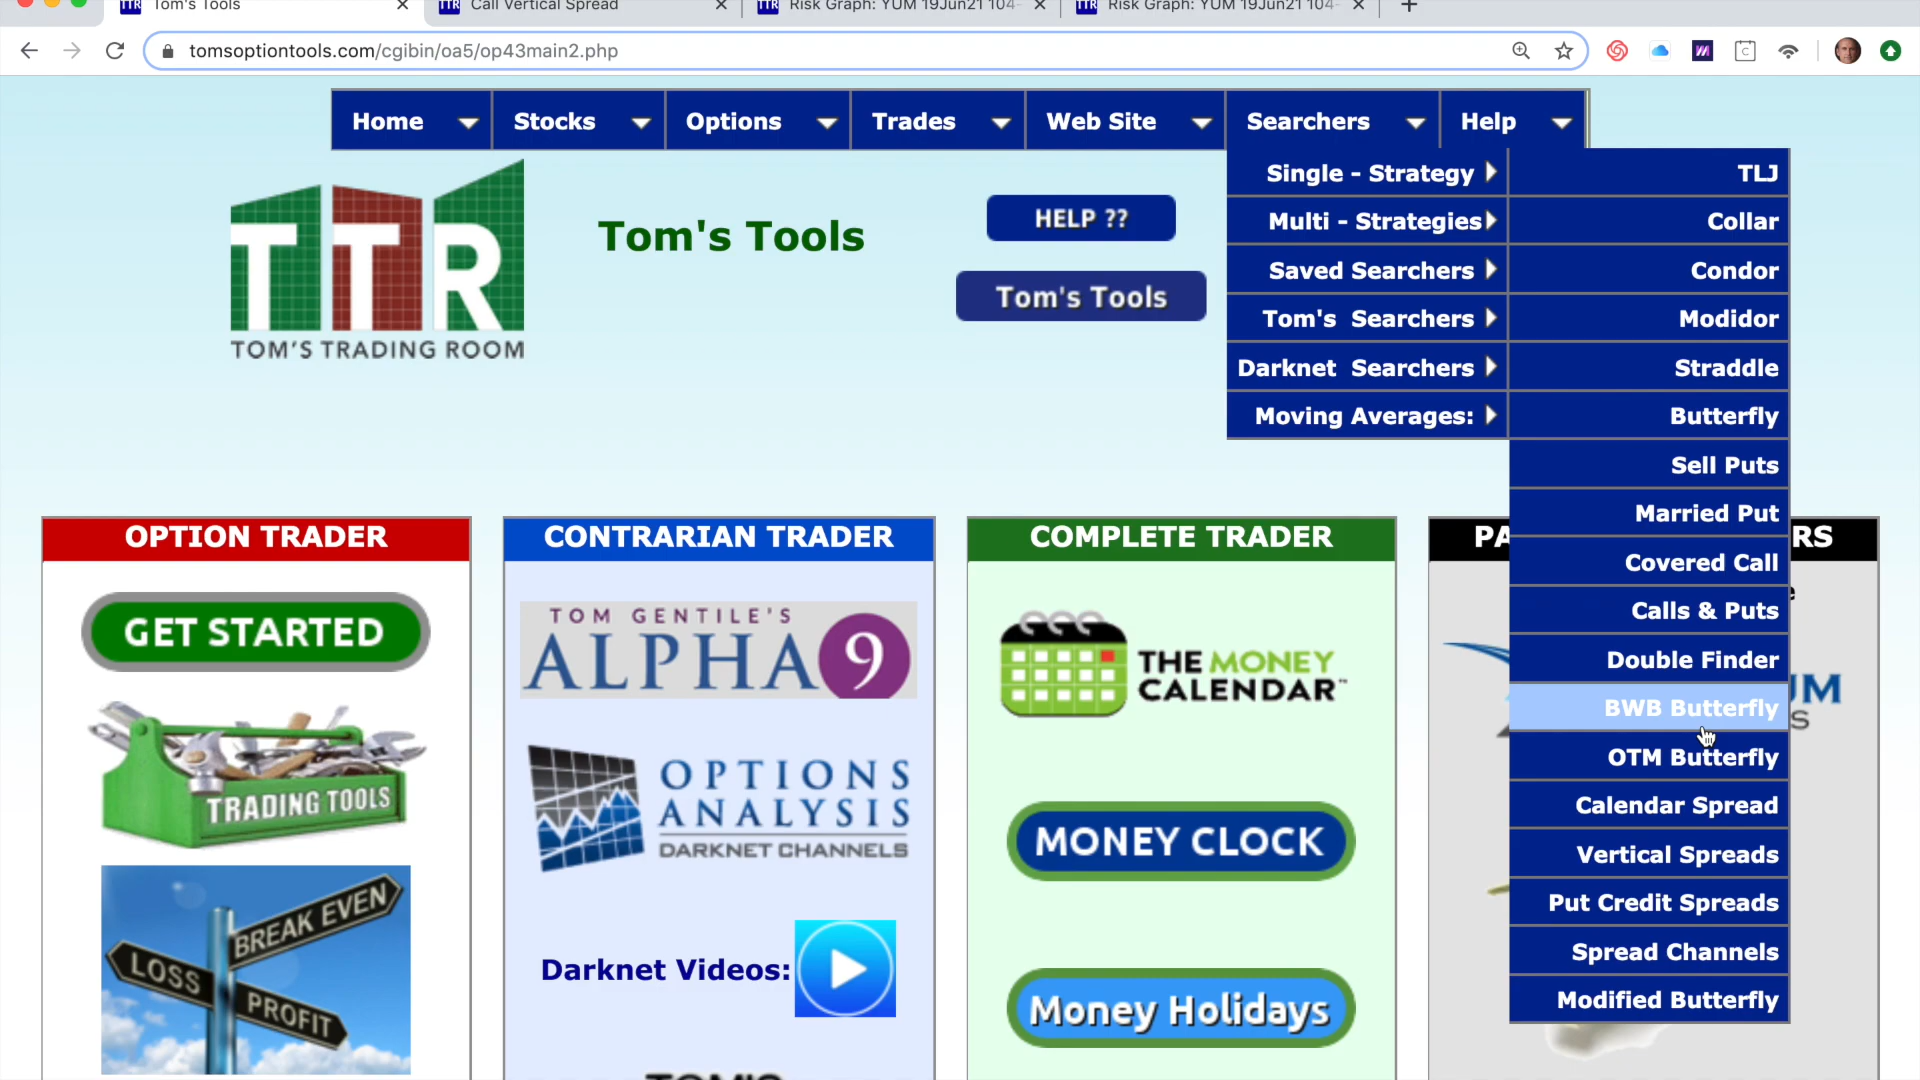 Tom's Tools
Call Vertical Spread
Risk Graph: YUM 19Jun21 104-
Risk Graph: YUM 19Jun21 104-
tomsoptiontools.com/cgibin/oa5/op43main2.php
Home
Stocks
Options
Trades
Web Site
Searchers
Help
TTR
TOM'S TRADING ROOM
Tom's Tools
HELP ??
Tom's Tools
Single - Strategy
Multi - Strategies
Saved Searchers
Tom's Searchers
Darknet Searchers
Moving Averages:
TLJ
Collar
Condor
Modidor
Straddle
Butterfly
Sell Puts
Married Put
Covered Call
Calls & Puts
Double Finder
BWB Butterfly
OTM Butterfly
Calendar Spread
Vertical Spreads
Put Credit Spreads
Spread Channels
Modified Butterfly
OPTION TRADER
GET STARTED
TRADING TOOLS
BREAK EVEN
LOSS
PROFIT
CONTRARIAN TRADER
TOM GENTILE'S
ALPHA 9
OPTIONS
ANALYSIS
DARKNET CHANNELS
Darknet Videos:
TOM'S
COMPLETE TRADER
THE MONEY
CALENDAR™
MONEY CLOCK
Money Holidays